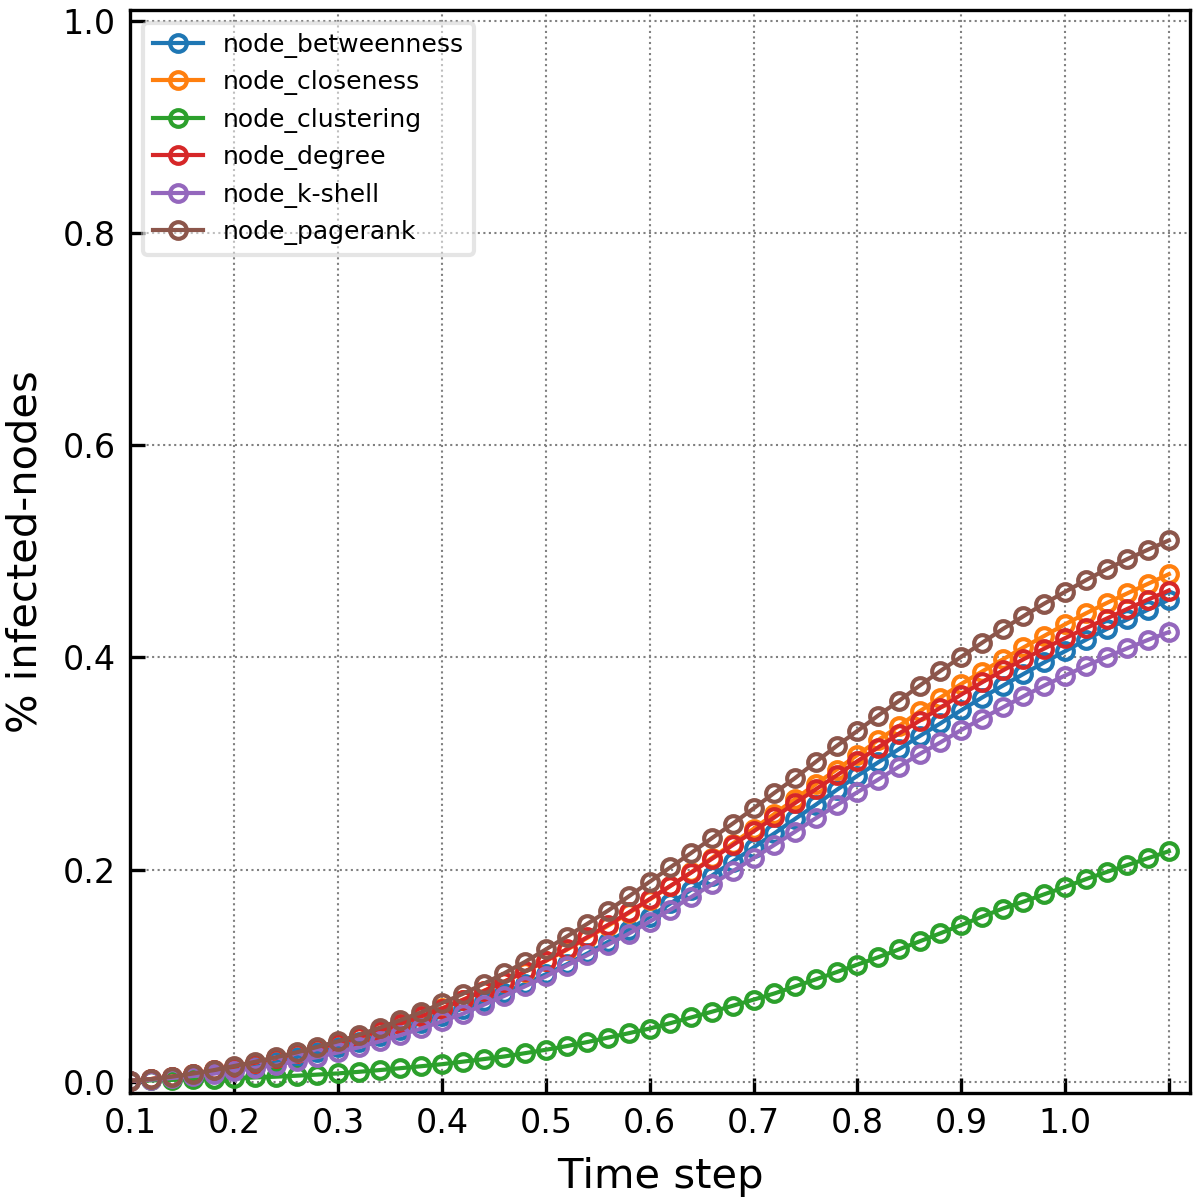 1.0
node_betweenness
node_closeness
node_clustering
node_degree
node_k-shell
node_pagerank
0.8
0.6
0.4
0.2
0.0
% infected-nodes
0.1 0.2 0.3 0.4 0.5 0.6 0.7 0.8 0.9 1.0
Time step